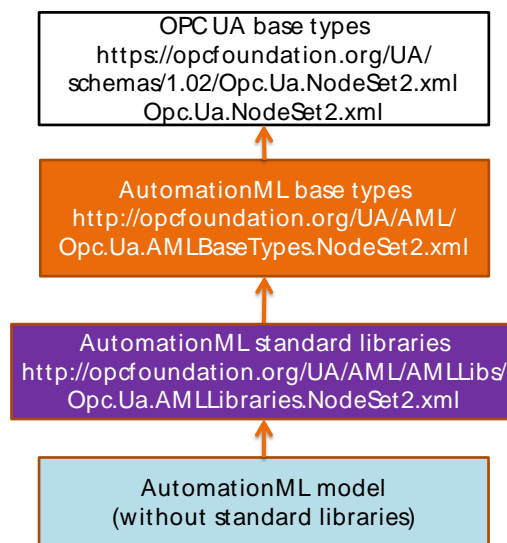 OPC UA base types
https://opcfoundation.org/UA/
schemas/1.02/Opc.Ua.NodeSet2.xml
Opc.Ua.NodeSet2.xml
AutomationML base types
http://opcfoundation.org/UA/AML/
Opc.Ua.AMLBaseTypes.NodeSet2.xml
AutomationML standard libraries
http://opcfoundation.org/UA/AML/AMLLibs/
Opc.Ua.AMLLibraries.NodeSet2.xml
AutomationML model
(without standard libraries)